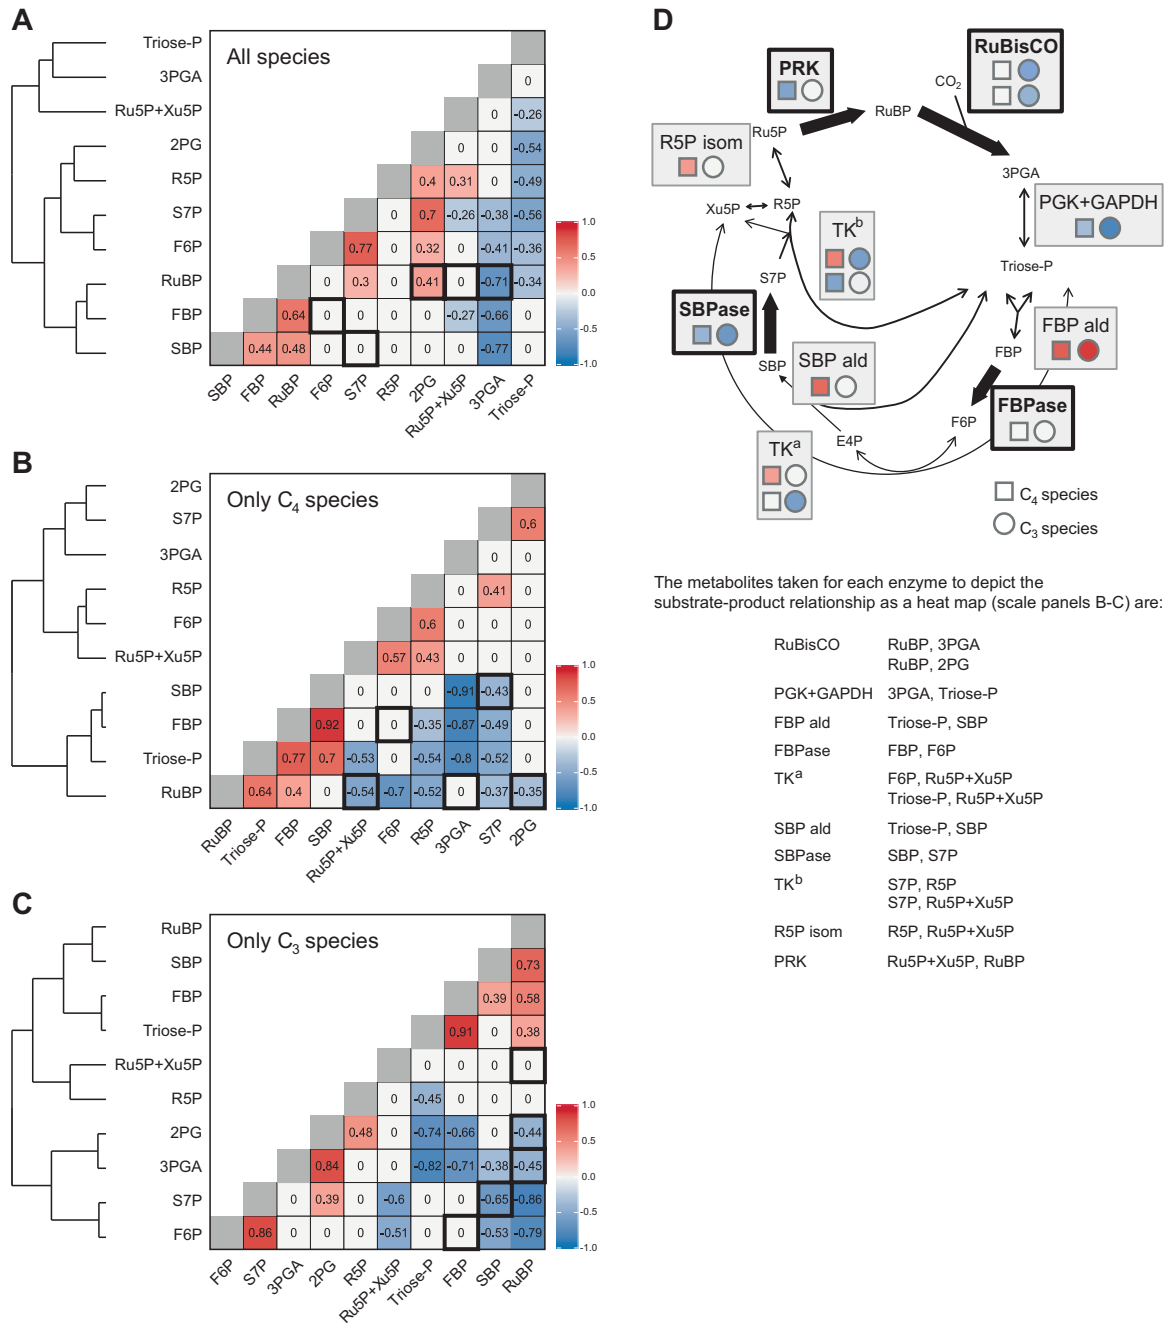 A
All species
Triose-P
3PGA 0
Ru5P+Xu5P 0 -0.26
2PG 0 0 -0.54
R5P 0.4 0.31 0 -0.49
S7P 0 0.7 -0.26 -0.38 -0.56
F6P 0.77 0 0.32 0 -0.41 -0.36
RuBP 0 0.3 0 0.41 0 -0.71 -0.34
FBP 0.64 0 0 0 0 -0.27 -0.66 0
SBP 0.44 0.48 0 0 0 0 0 -0.77 0
SBP FBP RuBP F6P S7P R5P 2PG Ru5P+Xu5P 3PGA Triose-P
1.0
0.5
0.0
-0.5
-1.0
B
Only C4 species
2PG
S7P 0.6
3PGA 0 0
R5P 0 0.41 0
F6P 0.6 0 0 0
Ru5P+Xu5P 0.57 0.43 0 0 0
SBP 0 0 0 -0.91 -0.43 0
FBP 0.92 0 0 -0.35 -0.87 -0.49 0
Triose-P 0.77 0.7 -0.53 0 -0.54 -0.8 -0.52 0
RuBP 0.64 0.4 0 -0.54 -0.7 -0.52 0 -0.37 -0.35
RuBP Triose-P FBP SBP Ru5P+Xu5P F6P R5P 3PGA S7P 2PG
1.0
0.5
0.0
-0.5
-1.0
C
Only C3 species
RuBP
SBP 0.73
FBP 0.39 0.58
Triose-P 0.91 0 0.38
Ru5P+Xu5P 0 0 0 0
R5P 0 -0.45 0 0 0
2PG 0.48 0 -0.74 -0.66 0 -0.44
3PGA 0.84 0 0 -0.82 -0.71 -0.38 -0.45
S7P 0 0.39 0 -0.6 0 0 -0.65 -0.86
F6P 0.86 0 0 0 -0.51 0 0 -0.53 -0.79
F6P S7P 3PGA 2PG R5P Ru5P+Xu5P Triose-P FBP SBP RuBP
1.0
0.5
0.0
-0.5
-1.0
D
RuBisCO
PRK
CO2
RuBP
Ru5P
R5P isom
3PGA
Xu5P
R5P
PGK+GAPDH
TKb
Triose-P
S7P
SBPase
FBP ald
SBP
SBP ald
FBP
FBPase
F6P
E4P
TKa
C4 species
C3 species
The metabolites taken for each enzyme to depict the
substrate-product relationship as a heat map (scale panels B-C) are:
RuBisCO RuBP, 3PGA
RuBP, 2PG
PGK+GAPDH 3PGA, Triose-P
FBP ald Triose-P, SBP
FBPase FBP, F6P
TKa F6P, Ru5P+Xu5P
Triose-P, Ru5P+Xu5P
SBP ald Triose-P, SBP
SBPase SBP, S7P
TKb S7P, R5P
S7P, Ru5P+Xu5P
R5P isom R5P, Ru5P+Xu5P
PRK Ru5P+Xu5P, RuBP